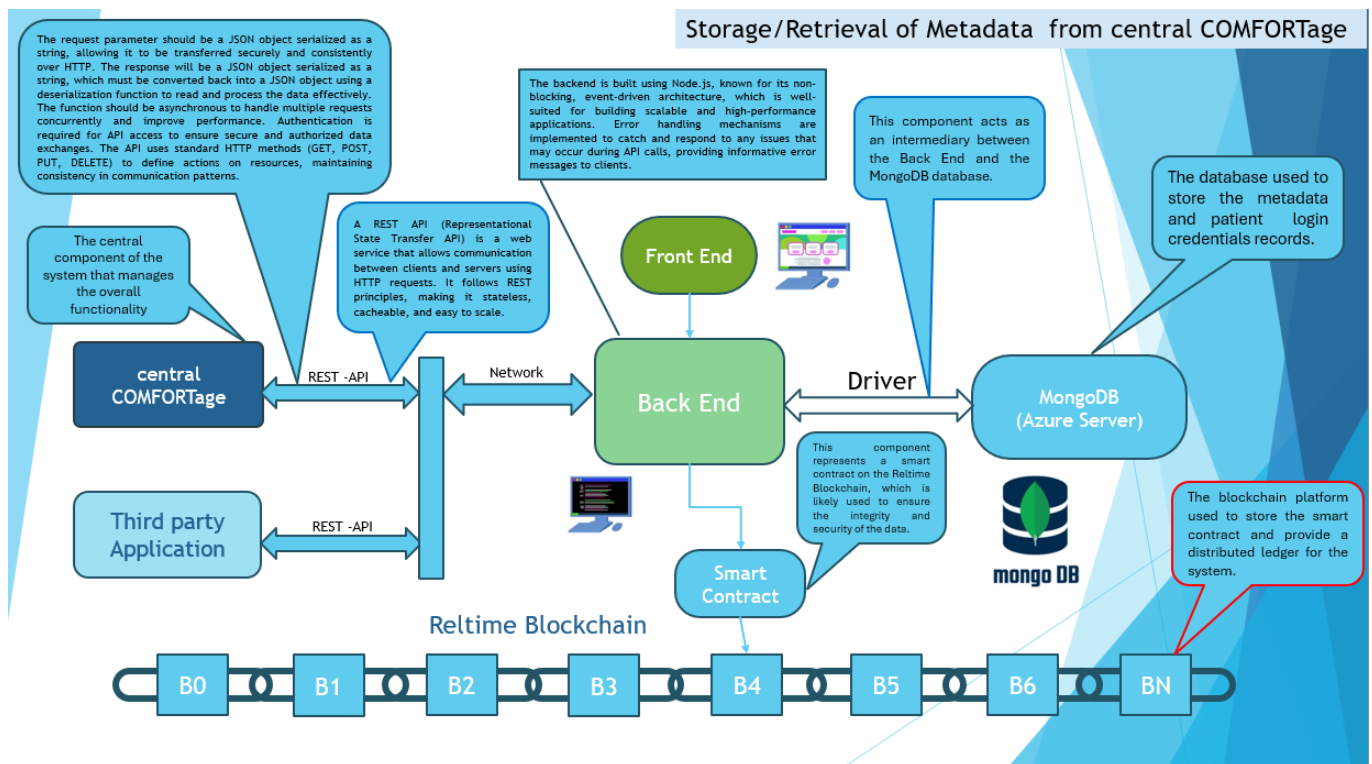 Storage/Retrieval of Metadata from central COMFORTage
The request parameter should be a JSON object serialized as a
string, allowing it to be transferred securely and consistently
over HTTP. The response will be a JSON object serialized as a
string, which must be converted back into a JSON object using a
deserialization function to read and process the data effectively.
The function should be asynchronous to handle multiple requests
concurrently and improve performance. Authentication is
required for API access to ensure secure and authorized data
exchanges. The API uses standard HTTP methods (GET, POST,
PUT, DELETE) to define actions on resources, maintaining
consistency in communication patterns.
The backend is built using Node.js, known for its non-
blocking, event-driven architecture, which is well-
suited for building scalable and high-performance
applications. Error handling mechanisms are
implemented to catch and respond to any issues that
may occur during API calls, providing informative error
messages to clients.
This component acts as
an intermediary between
the Back End and the
MongoDB database.
The database used to
store the metadata
and patient login
credentials records.
The central
component of the
system that manages
the overall
functionality
A REST API (Representational
State Transfer API) is a web
service that allows communication
between clients and servers using
HTTP requests. It follows REST
principles, making it stateless,
cacheable, and easy to scale.
Front End
central
COMFORTage
REST -API
Network
Back End
Driver
MongoDB
(Azure Server)
This component
represents a smart
contract on the Reltime
Blockchain, which is
likely used to ensure
the integrity and
security of the data.
Third party
Application
REST -API
mongo DB
The blockchain platform
used to store the smart
contract and provide a
distributed ledger for the
system.
Smart
Contract
Reltime Blockchain
B0
B1
B2
B3
B4
B5
B6
BN